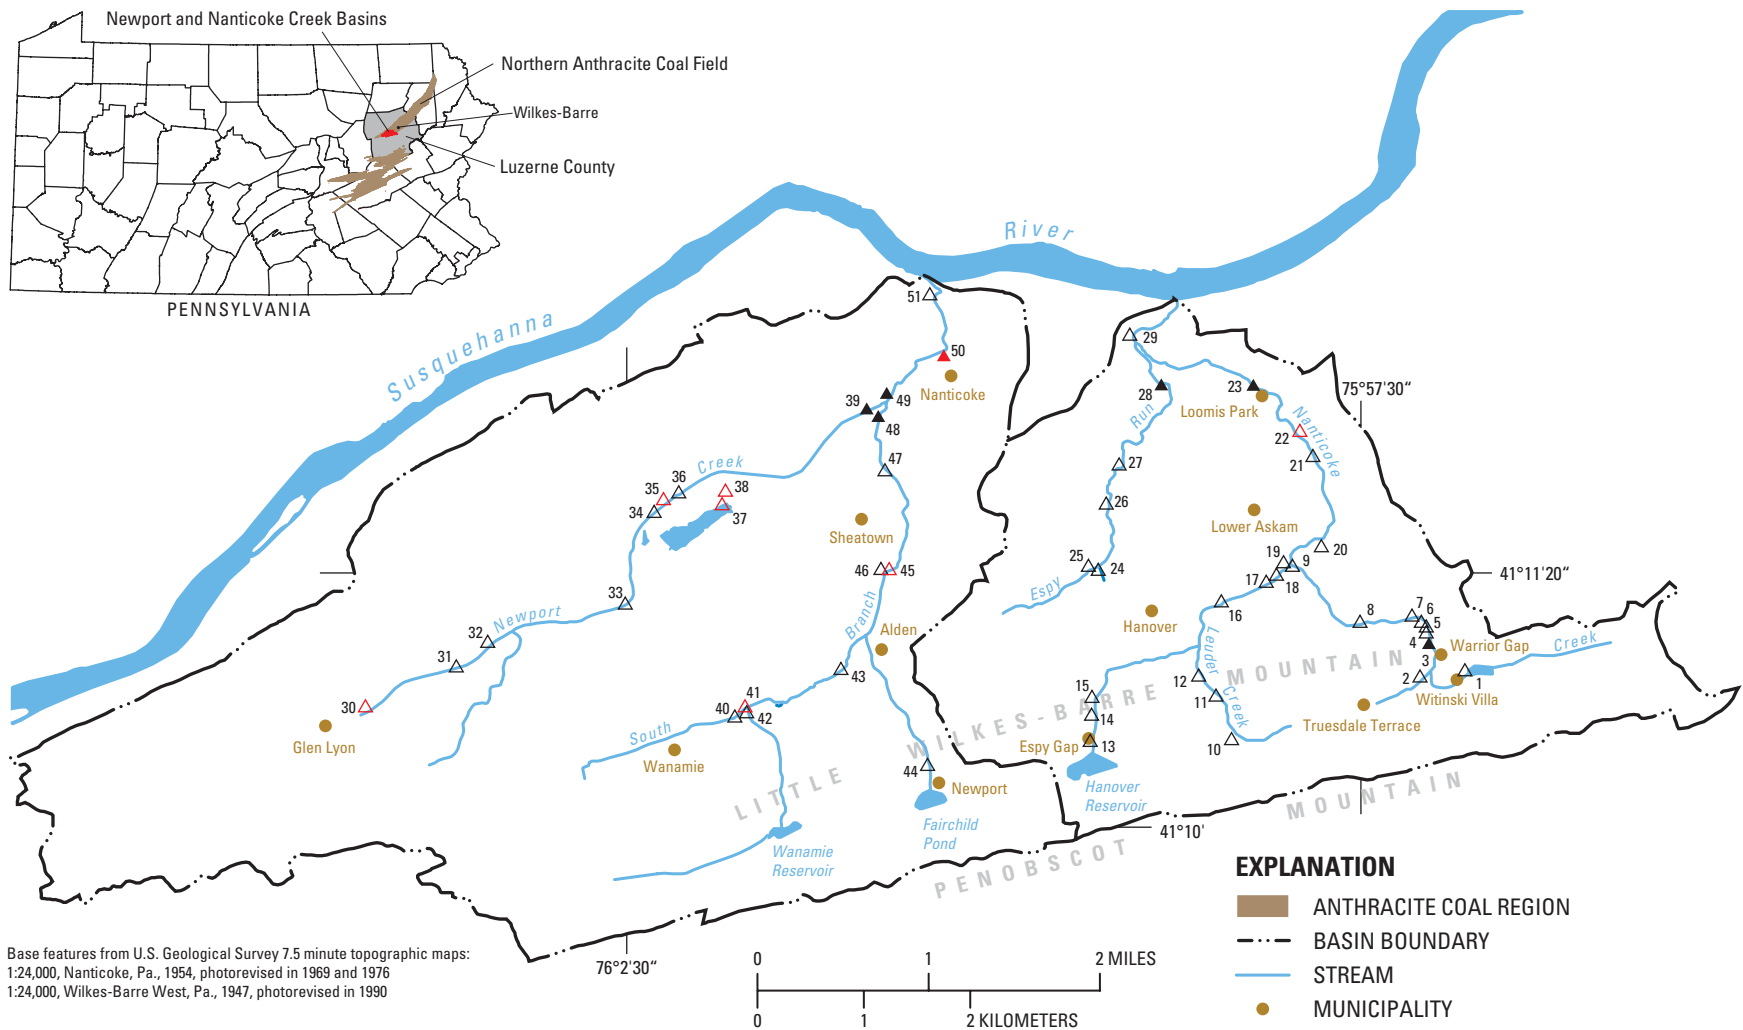 Newport and Nanticoke Creek Basins
Northern Anthracite Coal Field
Wilkes-Barre
Luzerne County
PENNSYLVANIA
Susquehanna
River
51
50
Nanticoke
49
39
48
47
Creek
36
35
38
34
37
Sheatown
46
45
33
Newport
32
31
30
Glen Lyon
Branch
Alden
43
41
40
42
South
Wanamie
44
Newport
Fairchild
Pond
Wanamie
Reservoir
29
28
Run
23
Loomis Park
Nanticoke
22
21
75°57'30“
27
26
Lower Askam
25
24
Espy
20
19
9
18
17
16
41°11'20“
Hanover
8
7
6
5
4
Warrior Gap
3
2
1
Creek
Witinski Villa
Truesdale Terrace
Leuder
Creek
12
11
10
15
14
13
Espy Gap
Hanover
Reservoir
LITTLE WILKES-BARRE MOUNTAIN
PENOBSCOT MOUNTAIN
41°10'
76°2'30“
Base features from U.S. Geological Survey 7.5 minute topographic maps:
1:24,000, Nanticoke, Pa., 1954, photorevised in 1969 and 1976
1:24,000, Wilkes-Barre West, Pa., 1947, photorevised in 1990
0 1 2 MILES
0 1 2 KILOMETERS
EXPLANATION
ANTHRACITE COAL REGION
BASIN BOUNDARY
STREAM
MUNICIPALITY